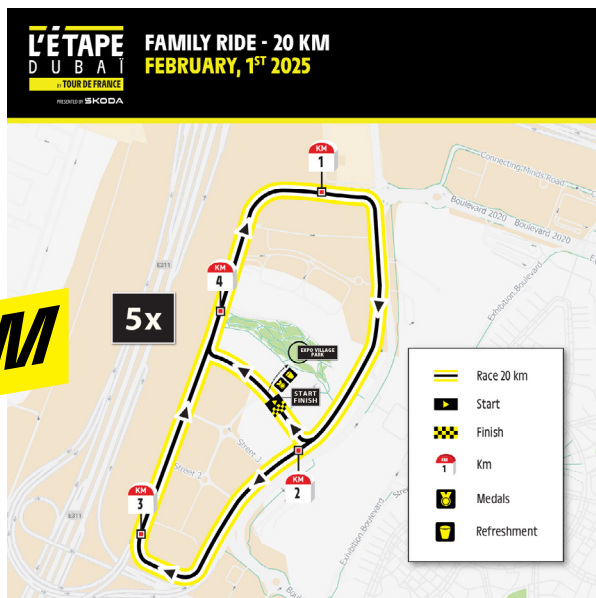 L'ÉTAPE
DUBAÏ
BY TOUR DE FRANCE
PRESENTED BY ŠKODA
FAMILY RIDE - 20 KM
FEBRUARY, 1ST 2025
KM
1
Connecting Minds Road
Boulevard 2020
Boulevard 2020
E311
KM
4
Exhibition Boulevard
5x
M
EXPO VILLAGE
PARK
START
FINISH
Street 3
Street 2
KM
2
KM
3
E311
Exhibition Boulevard
Race 20 km
Start
Finish
KM
1
Km
Medals
Refreshment